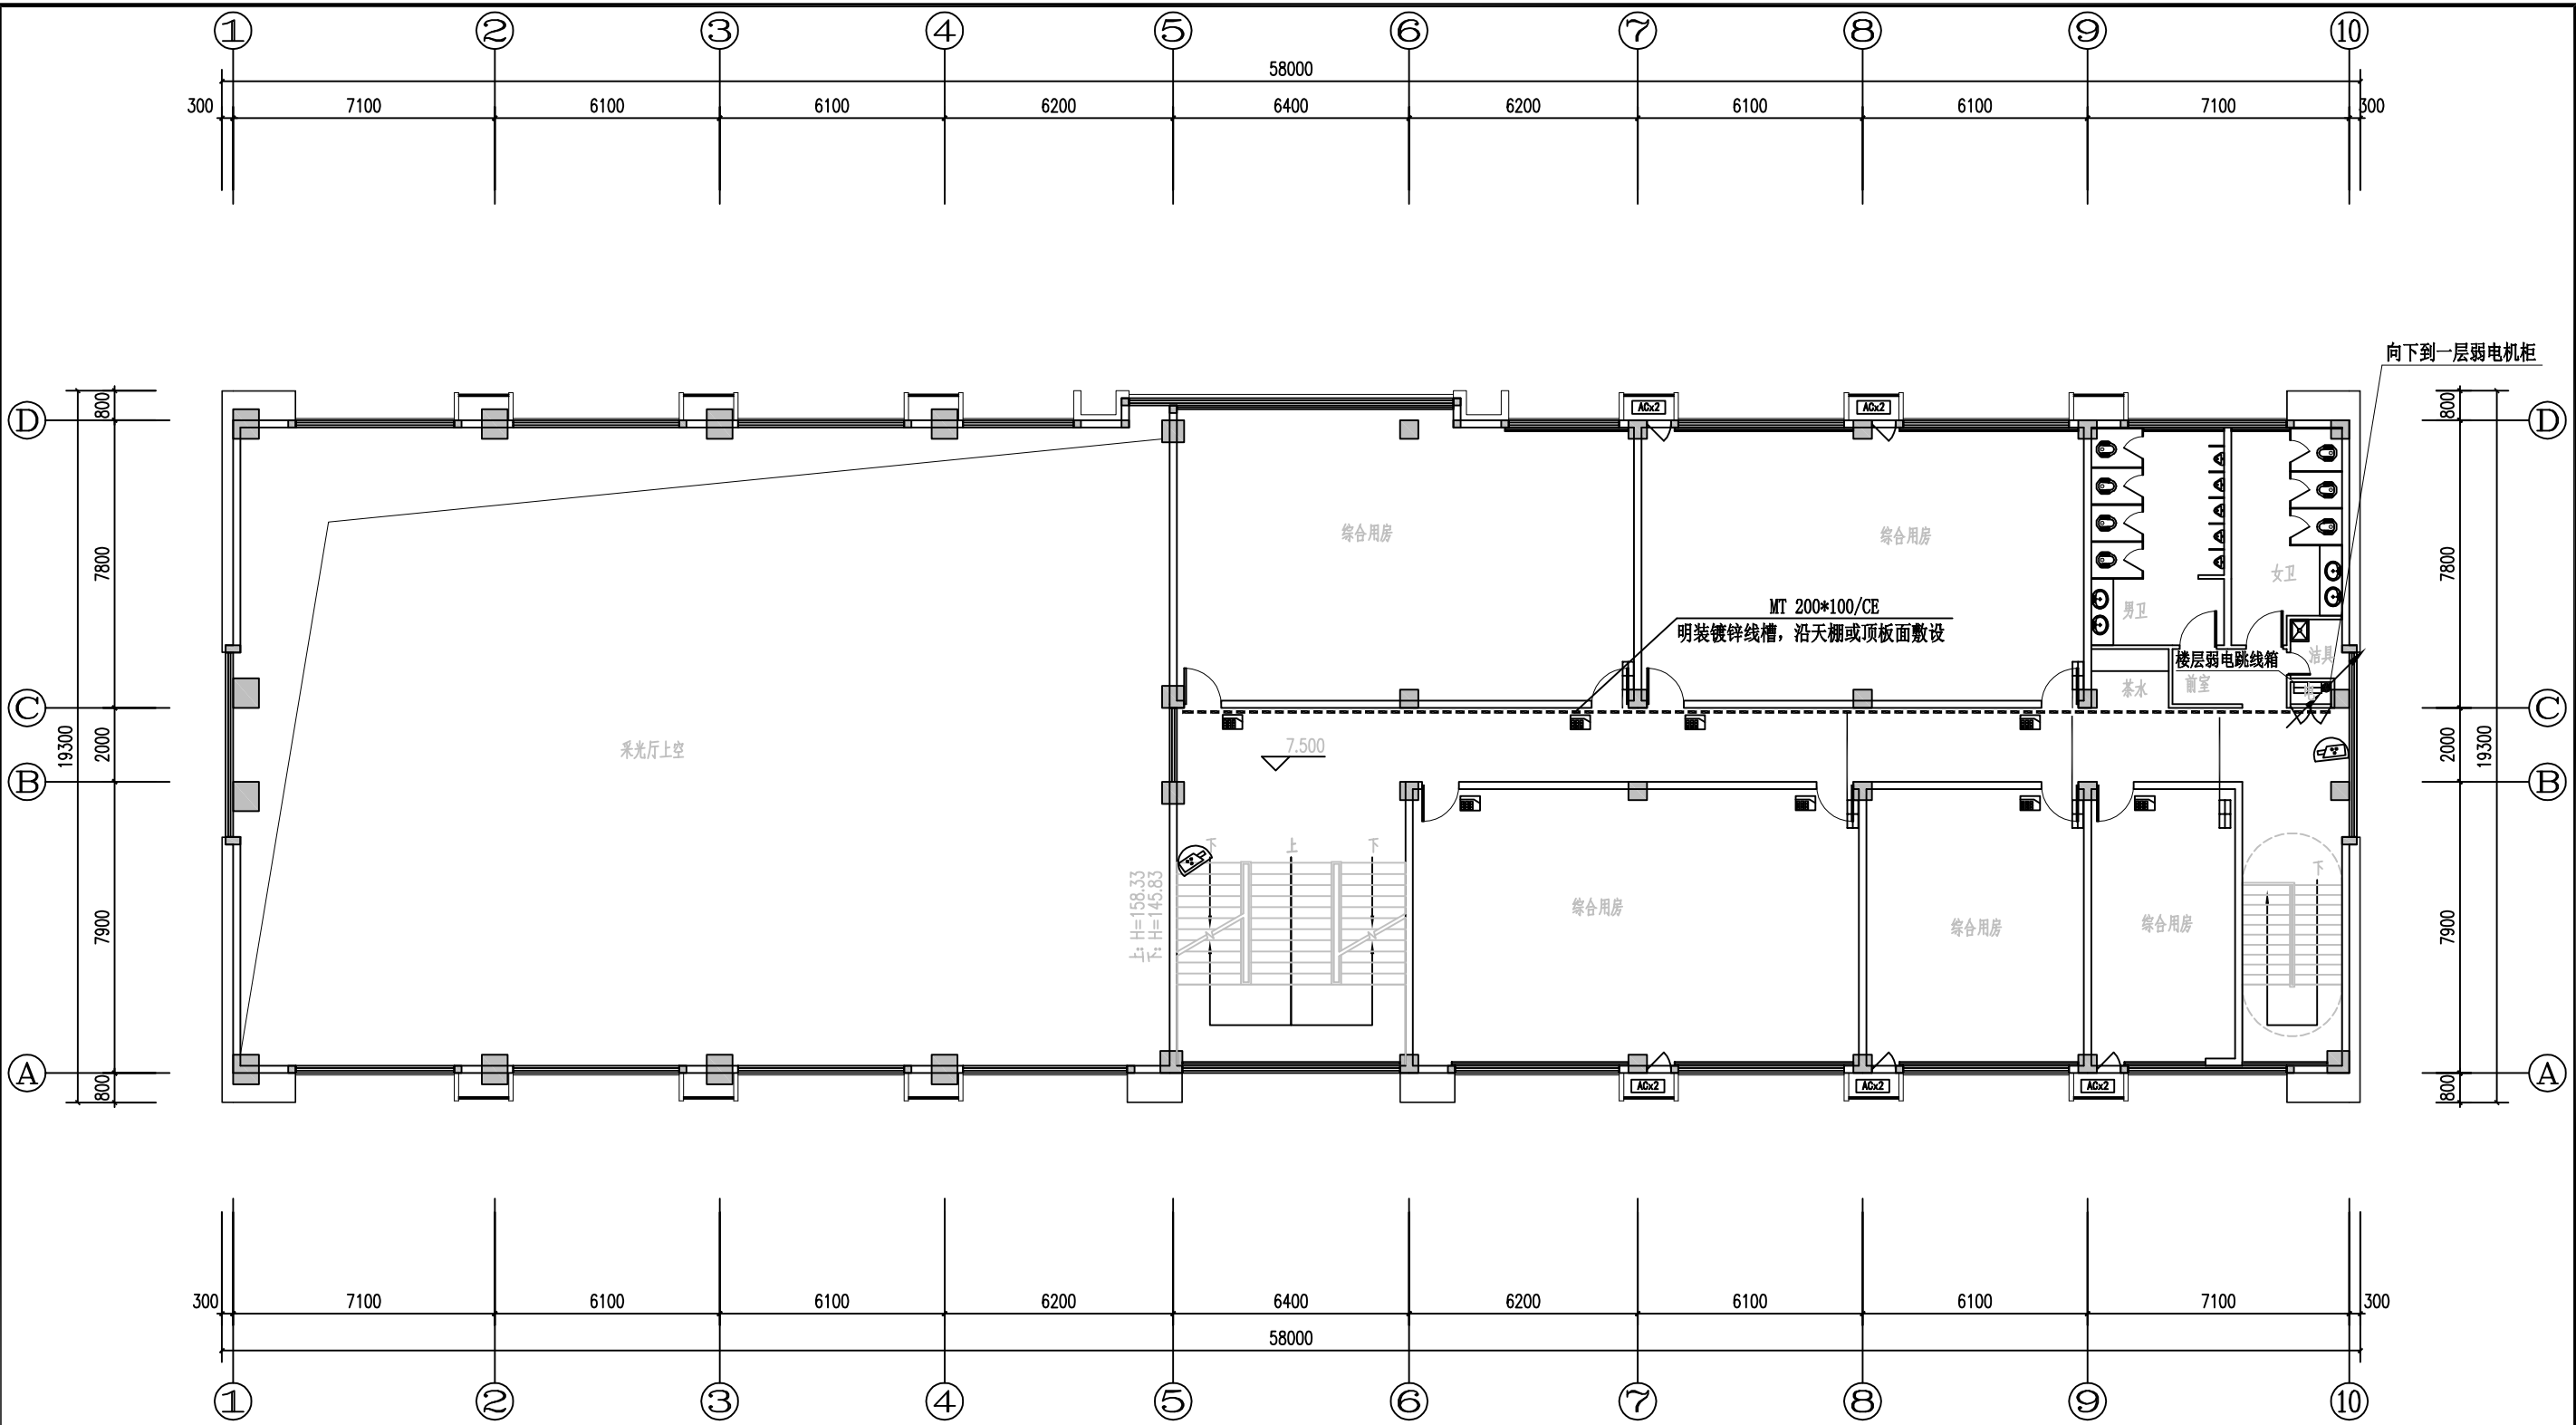 ① ② ③ ④ ⑤ ⑥ ⑦ ⑧ ⑨ ⑩
58000
300 7100 6100 6100 6200 6400 6200 6100 6100 7100 300
向下到一层弱电机柜
800 800
ACx2 ACx2
D D
7800 7800
综合用房 综合用房
女卫
MT 200*100/CE
男卫
明装镀锌线槽，沿天棚或顶板面敷设
楼层弱电跳线箱 洁具
茶水 前室
C C
19300 2000 2000 19300
采光厅上空
7.500
B B
下 上 下
下
上: H=158.33
下: H=145.83
7900 7900
综合用房
综合用房 综合用房
A A
800 800
ACx2 ACx2 ACx2
300 7100 6100 6100 6200 6400 6200 6100 6100 7100 300
58000
① ② ③ ④ ⑤ ⑥ ⑦ ⑧ ⑨ ⑩